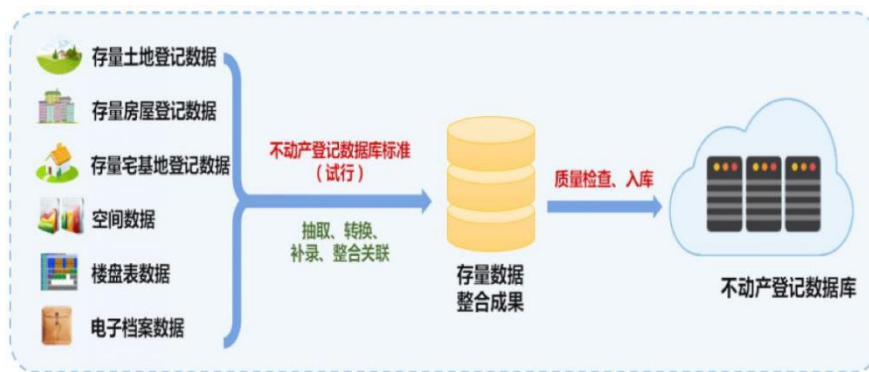 存量土地登记数据
存量房屋登记数据
存量宅基地登记数据
空间数据
楼盘表数据
电子档案数据
不动产登记数据库标准
（试行）
抽取、转换、
补录、整合关联
存量数据
整合成果
质量检查、入库
不动产登记数据库